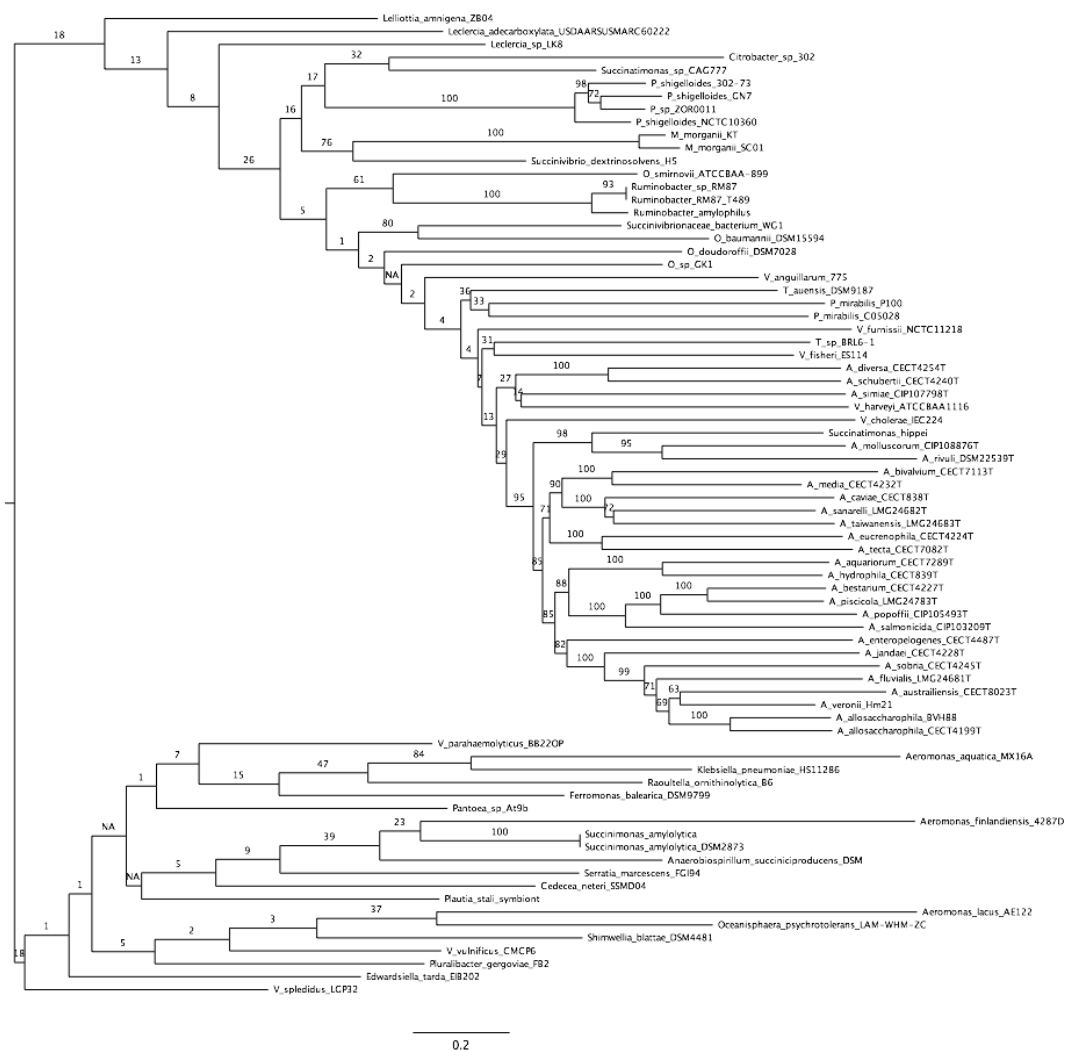 Lelliottia_amnigena_ZB04
18
Leclercia_adecarboxylata_USDAARSUSMARC60222
13
Leclercia_sp_LK8
Citrobacter_sp_302
32
Succinatimonas_sp_CAG777
17
P_shigelloides_302-73
98
8
72
P_shigelloides_GN7
100
P_sp_ZOR0011
16
P_shigelloides_NCTC10360
M_morganii_KT
100
76
M_morganii_SC01
26
Succinivibrio_dextrinosolvens_H5
O_smirnovii_ATCCBAA-899
61
93
Ruminobacter_sp_RM87
100
Ruminobacter_RM87_T489
5
Ruminobacter_amylophilus
80
Succinivibrionaceae_bacterium_WG1
1
O_baumannii_DSM15594
2
O_doudoroffii_DSM7028
NA
O_sp_GK1
V_anguillarum_775
2
36
T_auensis_DSM9187
33
P_mirabilis_P100
4
P_mirabilis_C05028
V_furnissii_NCTC11218
31
T_sp_BRL6-1
4
V_fisheri_ES114
100
A_diversa_CECT4254T
27
A_schubertii_CECT4240T
A_simiae_CIP107798T
V_harveyi_ATCCBAA1116
13
V_cholerae_IEC224
98
Succinatimonas_hippei
95
A_molluscorum_CIP108876T
29
A_rivuli_DSM22539T
100
A_bivalvium_CECT7113T
90
A_media_CECT4232T
95
100
A_caviae_CECT838T
71
72
A_sanarelli_LMG24682T
A_taiwanensis_LMG24683T
100
A_eucrenophila_CECT4224T
A_tecta_CECT7082T
85
100
A_aquariorum_CECT7289T
88
A_hydrophila_CECT839T
100
A_bestarium_CECT4227T
100
A_piscicola_LMG24783T
100
A_popoffii_CIP105493T
85
A_salmonicida_CIP103209T
82
A_enteropelogenes_CECT4487T
100
A_jandaei_CECT4228T
99
A_sobria_CECT4245T
71
A_fluvialis_LMG24681T
63
A_austrailiensis_CECT8023T
69
A_veronii_Hm21
100
A_allosaccharophila_BVH88
A_allosaccharophila_CECT4199T
7
V_parahaemolyticus_BB22OP
84
Aeromonas_aquatica_MX16A
47
Klebsiella_pneumoniae_HS11286
1
15
Raoultella_ornithinolytica_B6
Ferromonas_balearica_DSM9799
Pantoea_sp_At9b
NA
23
Aeromonas_finlandiensis_4287D
39
100
Succinimonas_amylolytica
Succinimonas_amylolytica_DSM2873
9
Anaerobiospirillum_succiniciproducens_DSM
5
Serratia_marcescens_FGI94
NA
Cedecea_neteri_SSMD04
1
Plautia_stali_symbiont
37
Aeromonas_lacus_AE122
3
Oceanisphaera_psychrotolerans_LAM-WHM-ZC
1
2
Shimwellia_blattae_DSM4481
5
V_vulnificus_CMCP6
18
Pluralibacter_gergoviae_FB2
Edwardsiella_tarda_EIB202
V_spledidus_LGP32
0.2